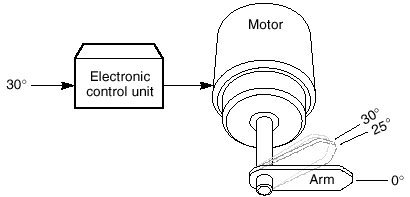 Motor
Electronic
control unit
30°
30°
25°
Arm
0°